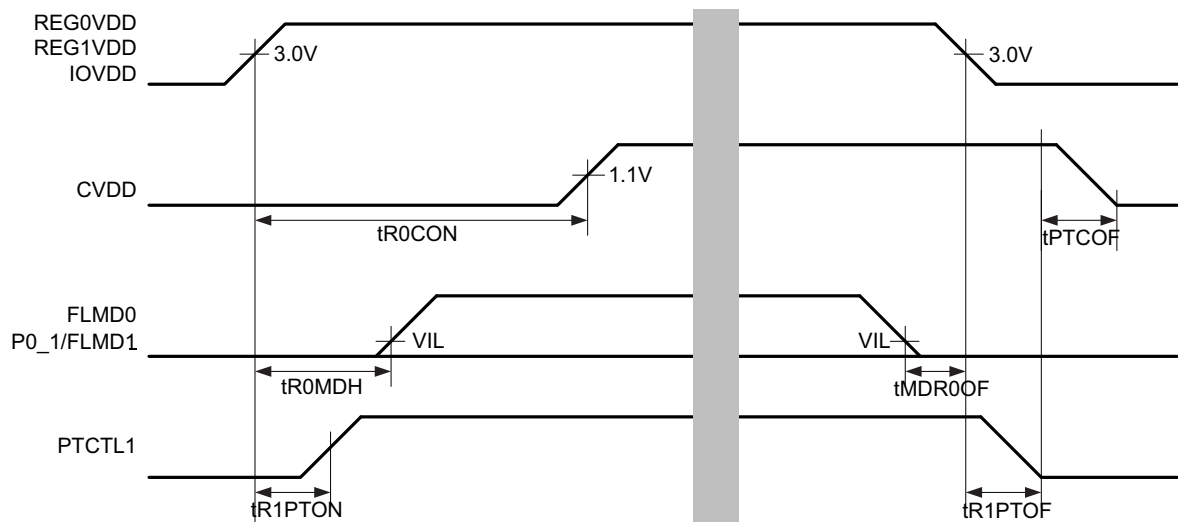 REG0VDD
REG1VDD
IOVDD
3.0V
3.0V
CVDD
1.1V
tR0CON
tPTCOF
FLMD0
P0_1/FLMD1
VIL
VIL
tR0MDH
tMDR0OF
PTCTL1
tR1PTON
tR1PTOF